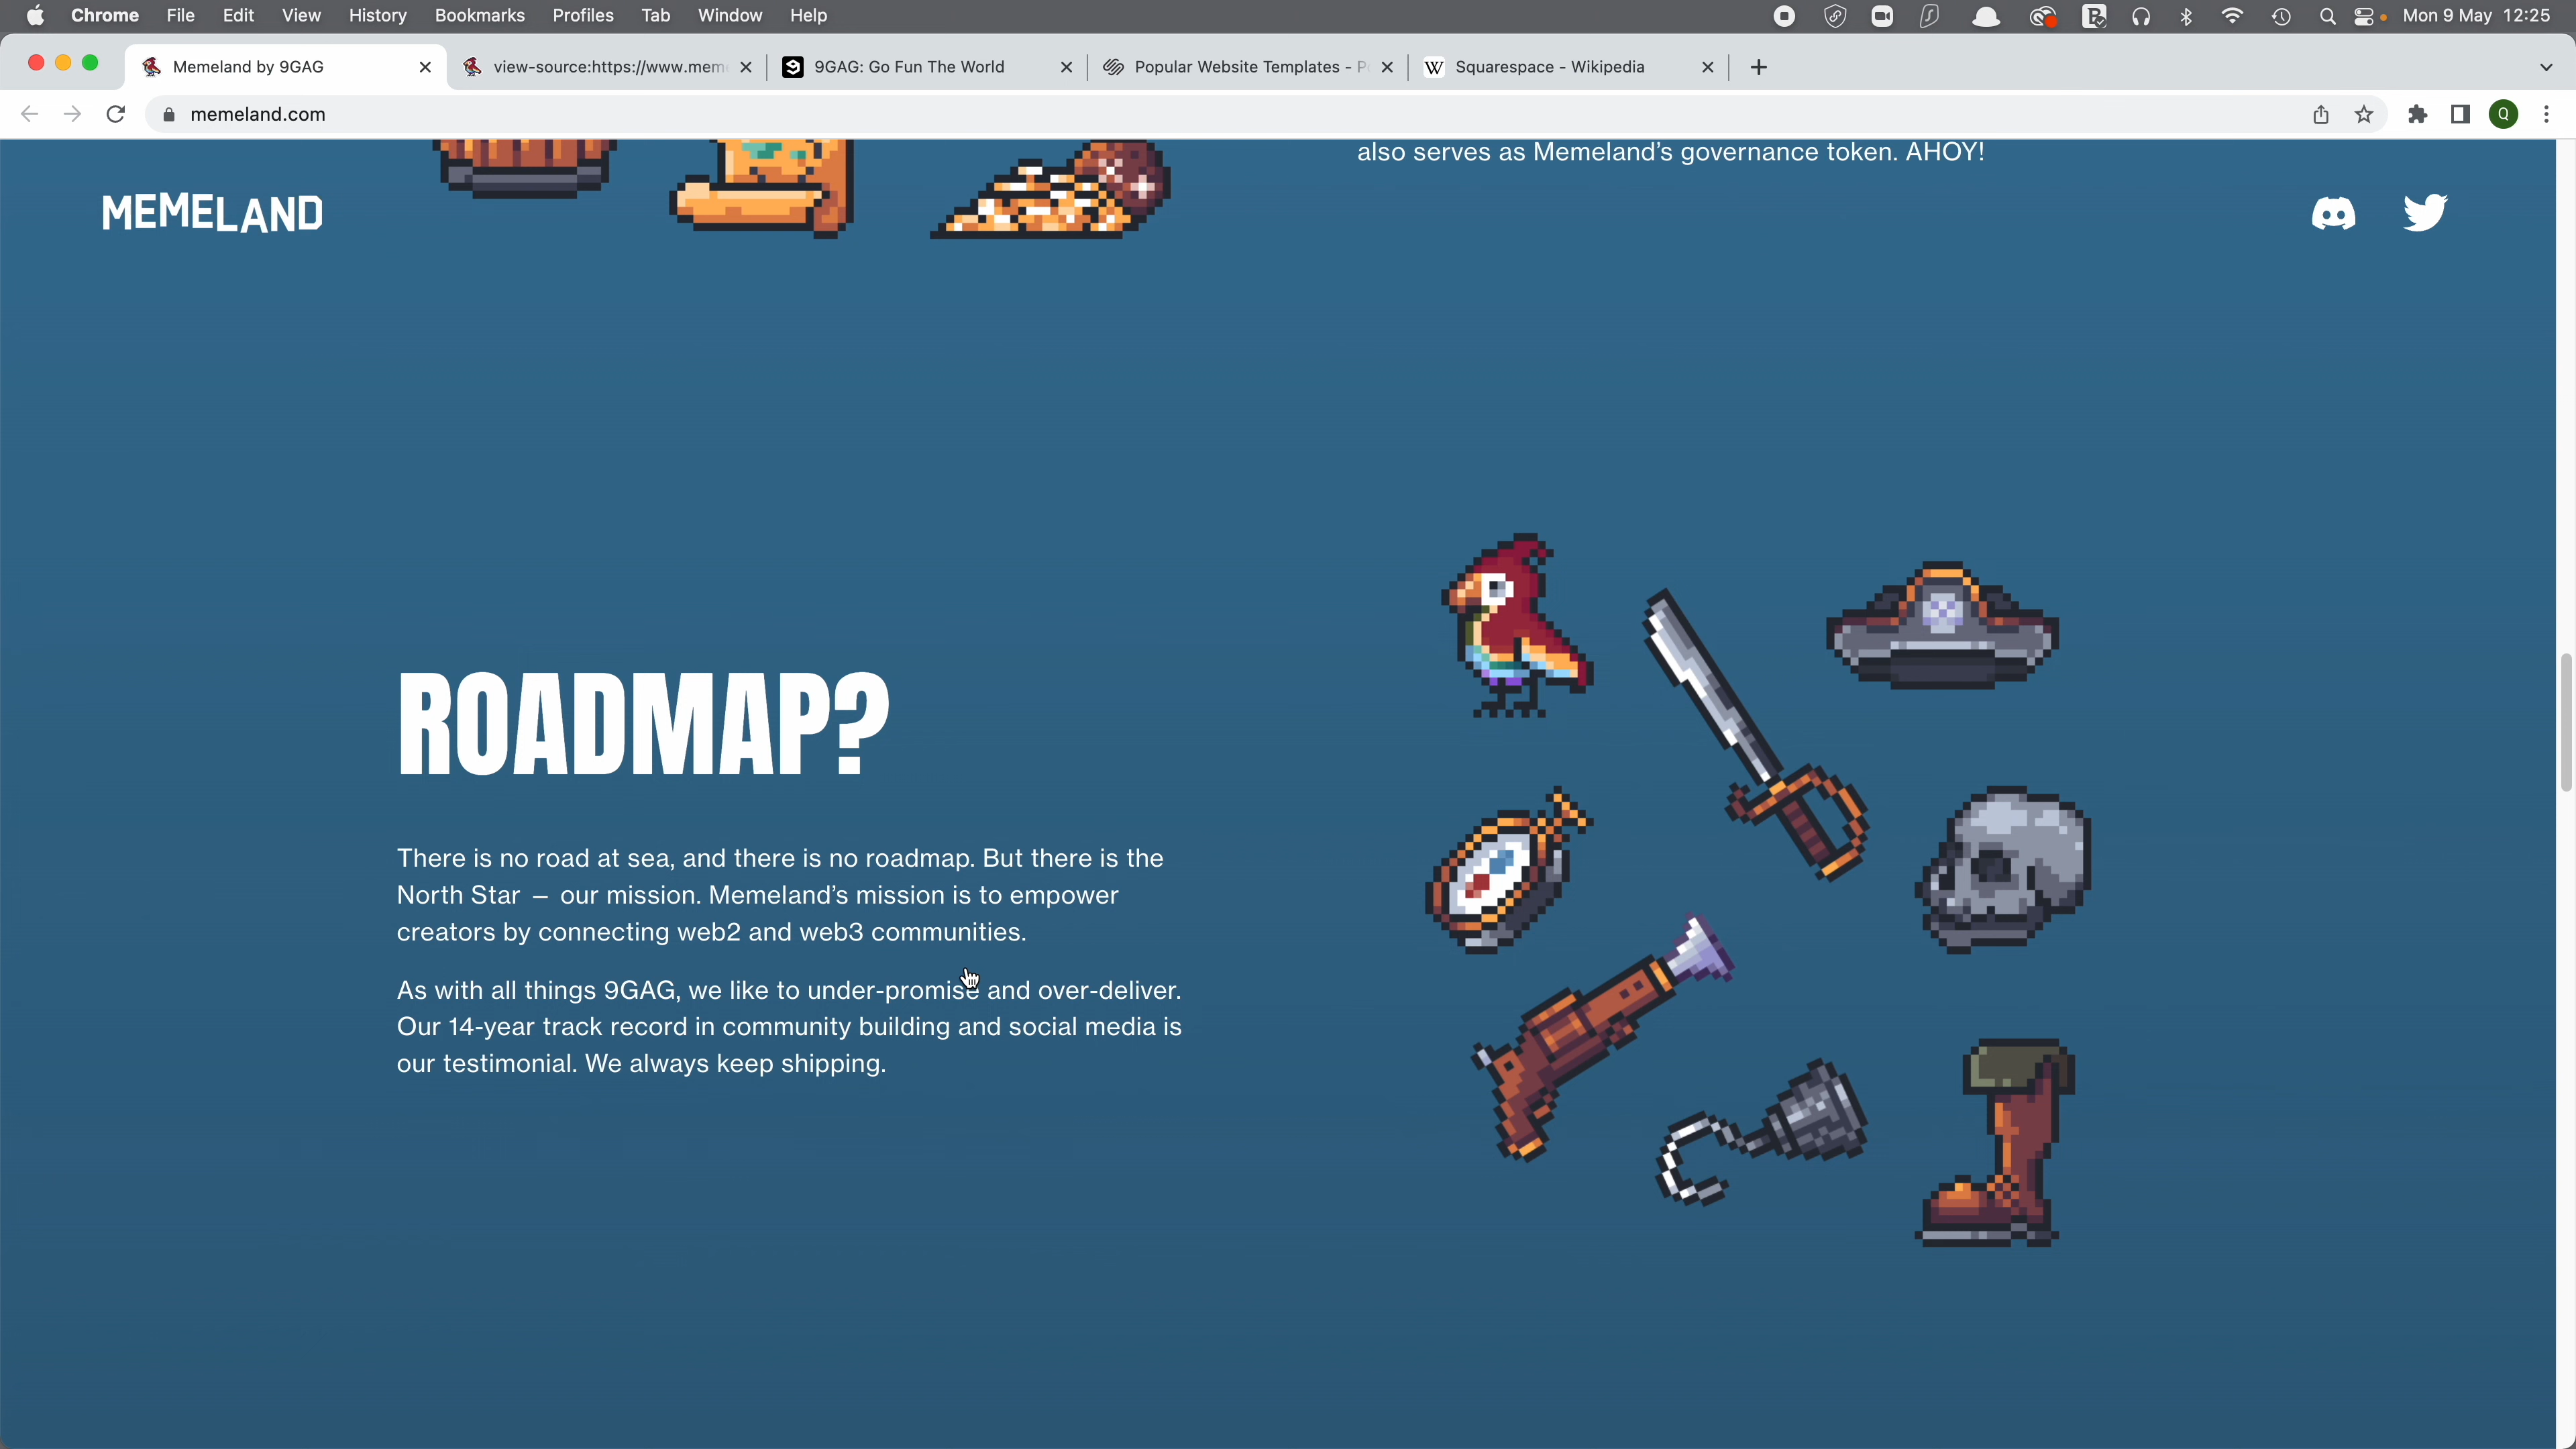 Chrome File Edit View History Bookmarks Profiles Tab Window Help Mon 9 May 12:25
Memeland by 9GAG view-source:https://www.mem 9GAG: Go Fun The World Popular Website Templates - P W Squarespace - Wikipedia
memeland.com Q
also serves as Memeland’s governance token. AHOY!
MEMELAND
ROADMAP?
There is no road at sea, and there is no roadmap. But there is the
North Star – our mission. Memeland’s mission is to empower
creators by connecting web2 and web3 communities.
As with all things 9GAG, we like to under-promise and over-deliver.
Our 14-year track record in community building and social media is
our testimonial. We always keep shipping.